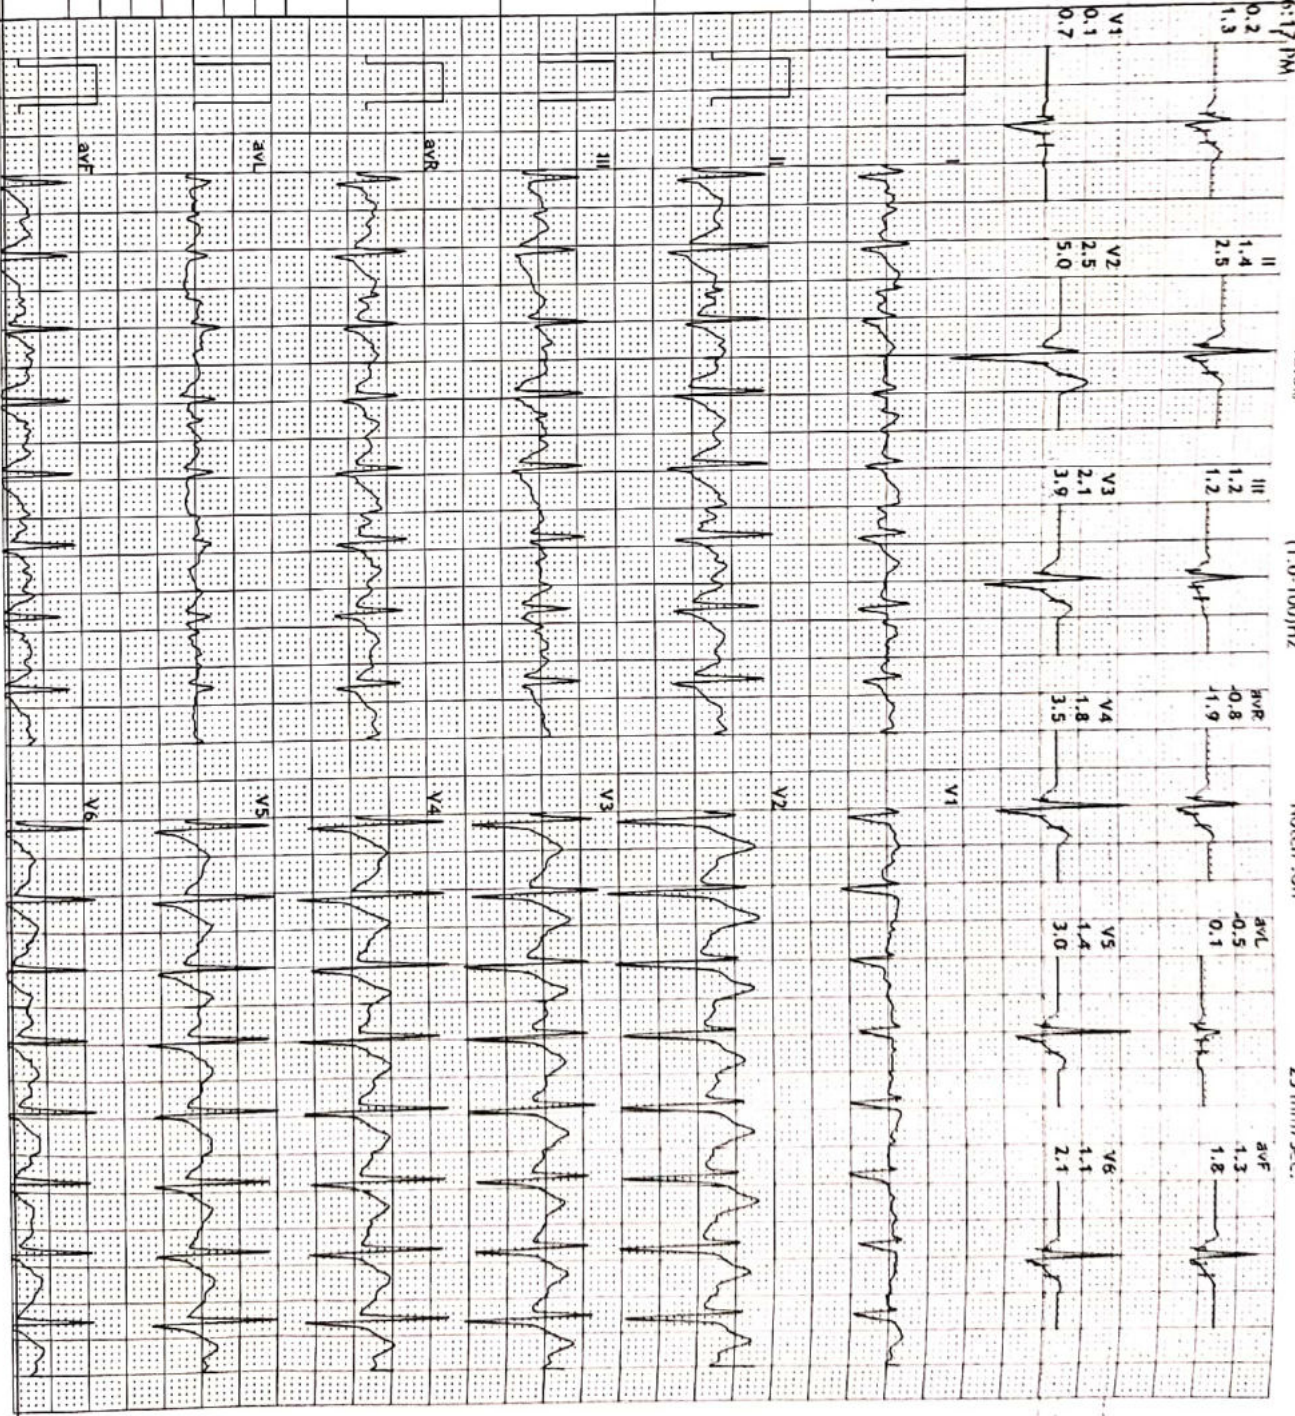 6:17 PM
I II III avR avL avF
0.2 1.4 1.2 -0.8 -0.5 1.3
1.3 2.5 1.2 -1.9 0.1 1.8
V1 V2 V3 V4 V5 V6
0.1 2.5 2.1 1.8 1.4 1.1
0.7 5.0 3.9 3.5 3.0 2.1
I V1
II V2
III V3
avR V4
avL V5
avF V6